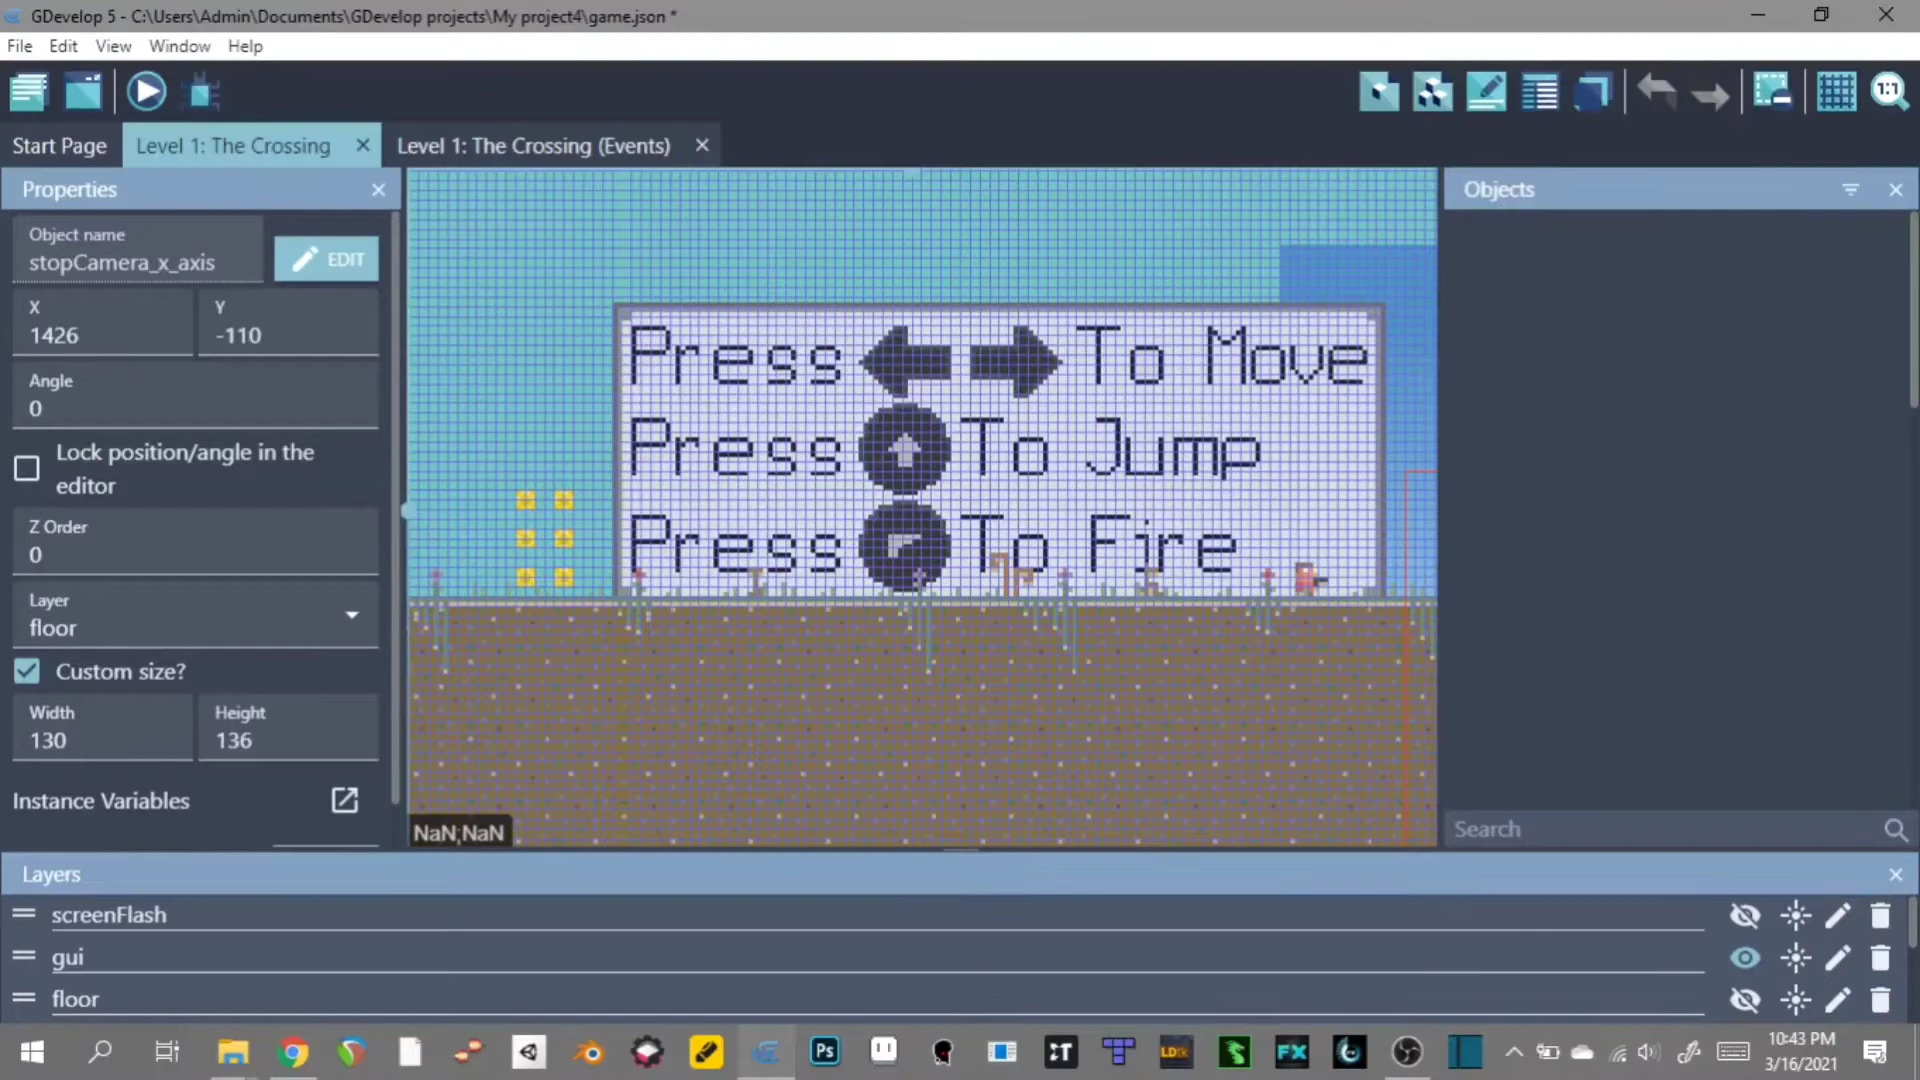 GDevelop 5 - C:\Users\Admin\Documents\GDevelop projects\My project4\game.json *
File Edit View Window Help
1:1
Start Page
Level 1: The Crossing
Level 1: The Crossing (Events)
Properties
Object name
stopCamera_x_axis
EDIT
X
1426
Y
-110
Angle
0
Lock position/angle in the
editor
Z Order
0
Layer
floor
Custom size?
Width
130
Height
136
Instance Variables
Press To Move
Press To Jump
Press To Fire
NaN;NaN
Objects
Search
Layers
screenFlash
gui
floor
Ps
FX
10:43 PM
3/16/2021